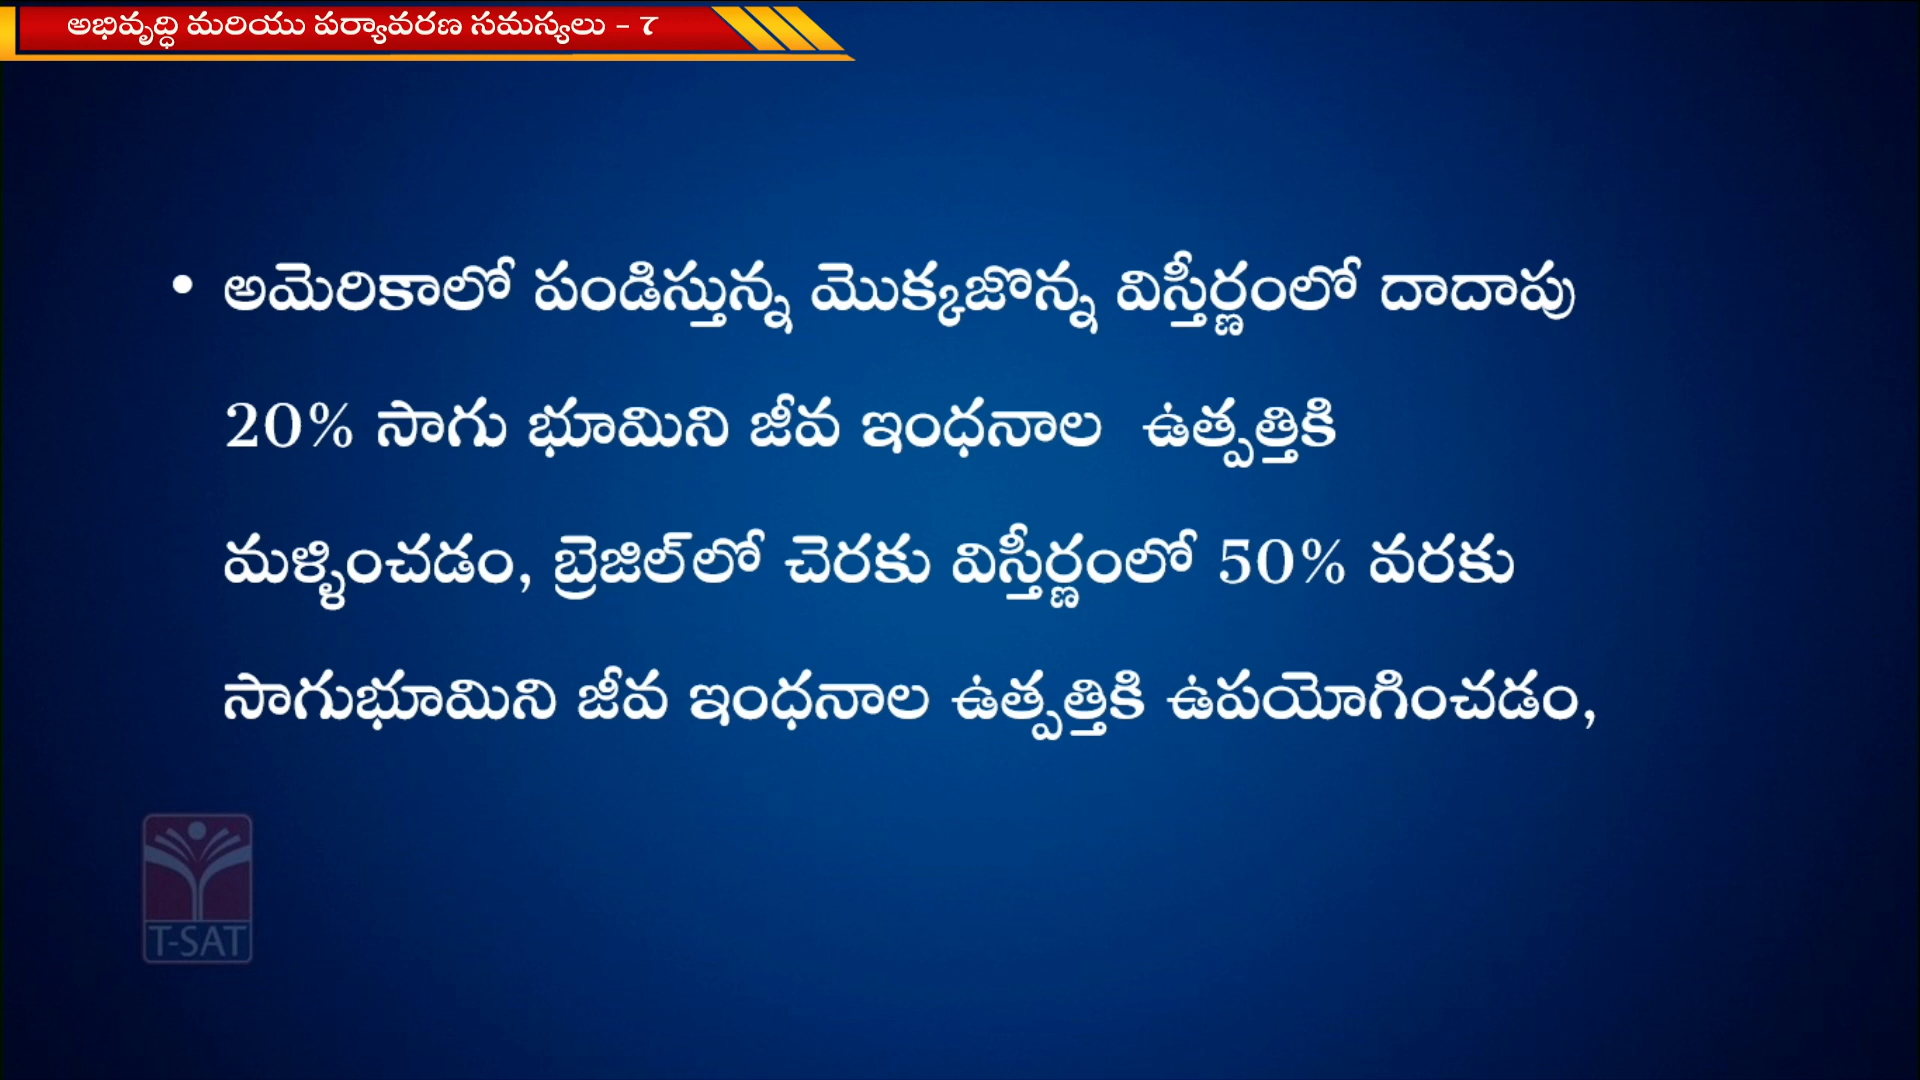 అభివృద్ధి మరియు పర్యావరణ సమస్యలు - 7
• అమెరికాలో పండిస్తున్న మొక్కజొన్న విస్తీర్ణంలో దాదాపు
20% సాగు భూమిని జీవ ఇంధనాల ఉత్పత్తికి
మళ్ళించడం, బ్రెజిల్‌లో చెరకు విస్తీర్ణంలో 50% వరకు
సాగుభూమిని జీవ ఇంధనాల ఉత్పత్తికి ఉపయోగించడం,
T-SAT